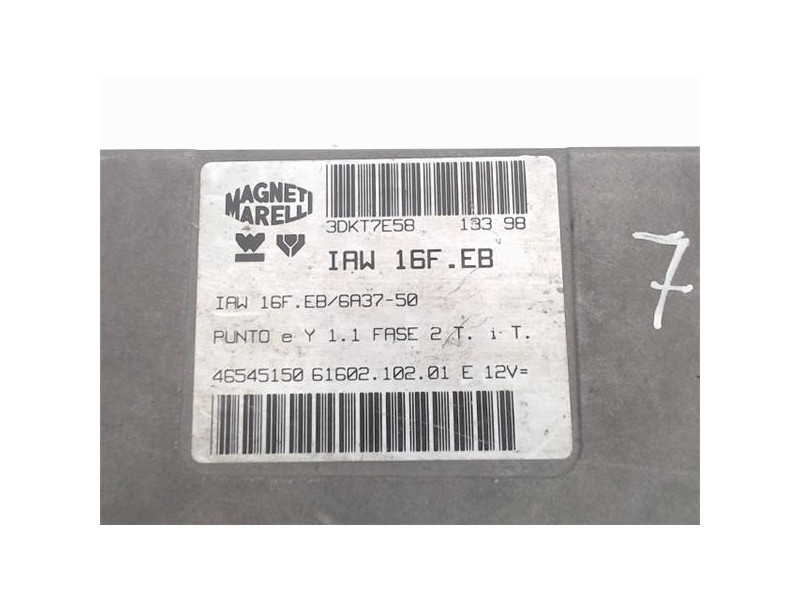 MAGNETI
MARELLI
3DKT7E58 133 98
IAW 16F.EB
IAW 16F.EB/6A37-50
PUNTO e Y 1.1 FASE 2 T. i T.
46545150 61602.102.01 E 12V=
7